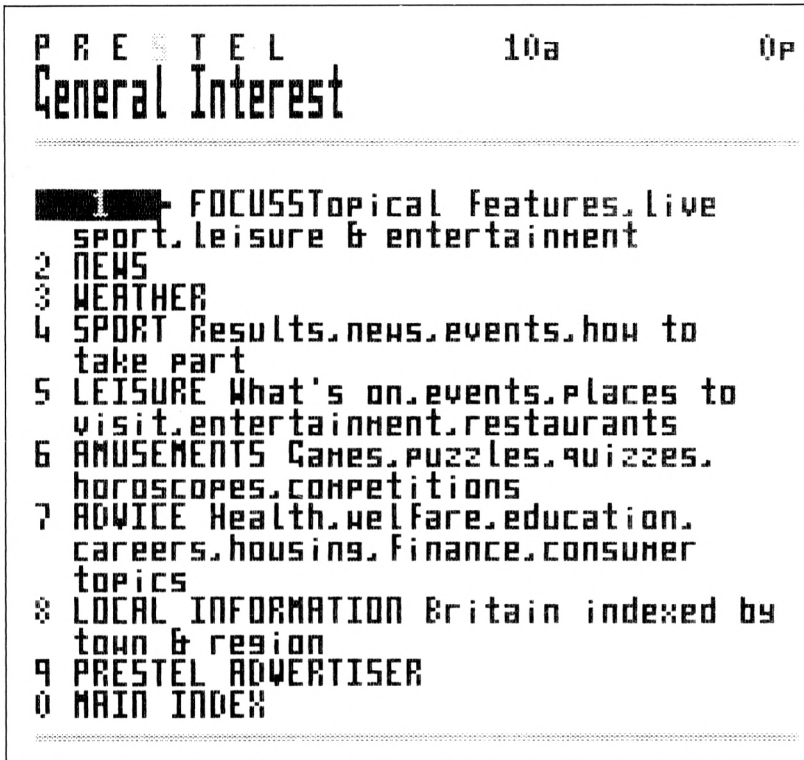 PRESTEL 10a 0p
General Interest
1 - FOCUSSTopical features,live
sport,leisure & entertainment
2 NEWS
3 WEATHER
4 SPORT Results,news,events,how to
take part
5 LEISURE What's on,events,places to
visit,entertainment,restaurants
6 AMUSEMENTS Games,puzzles,quizzes,
horoscopes,competitions
7 ADVICE Health,welfare,education,
careers,housing,finance,consumer
topics
8 LOCAL INFORMATION Britain indexed by
town & region
9 PRESTEL ADVERTISER
0 MAIN INDEX